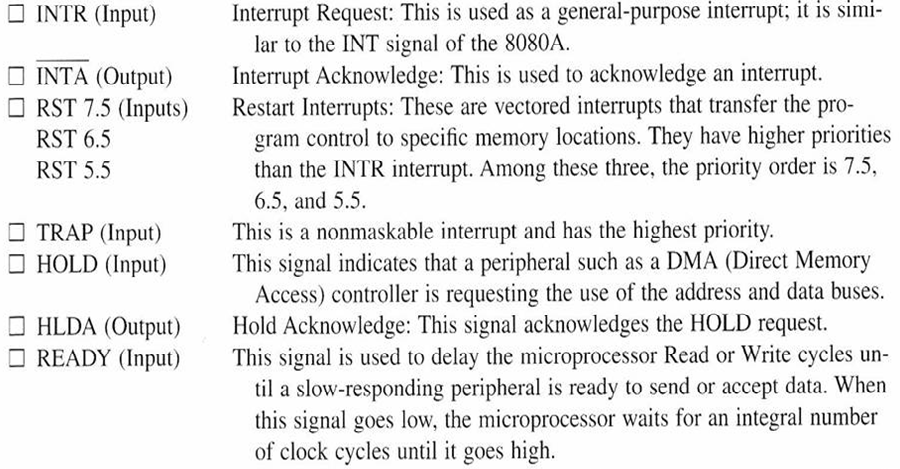 ☐ INTR (Input) Interrupt Request: This is used as a general-purpose interrupt; it is simi-
lar to the INT signal of the 8080A.
☐ INTA (Output) Interrupt Acknowledge: This is used to acknowledge an interrupt.
☐ RST 7.5 (Inputs) Restart Interrupts: These are vectored interrupts that transfer the pro-
RST 6.5 gram control to specific memory locations. They have higher priorities
RST 5.5 than the INTR interrupt. Among these three, the priority order is 7.5,
6.5, and 5.5.
☐ TRAP (Input) This is a nonmaskable interrupt and has the highest priority.
☐ HOLD (Input) This signal indicates that a peripheral such as a DMA (Direct Memory
Access) controller is requesting the use of the address and data buses.
☐ HLDA (Output) Hold Acknowledge: This signal acknowledges the HOLD request.
☐ READY (Input) This signal is used to delay the microprocessor Read or Write cycles un-
til a slow-responding peripheral is ready to send or accept data. When
this signal goes low, the microprocessor waits for an integral number
of clock cycles until it goes high.